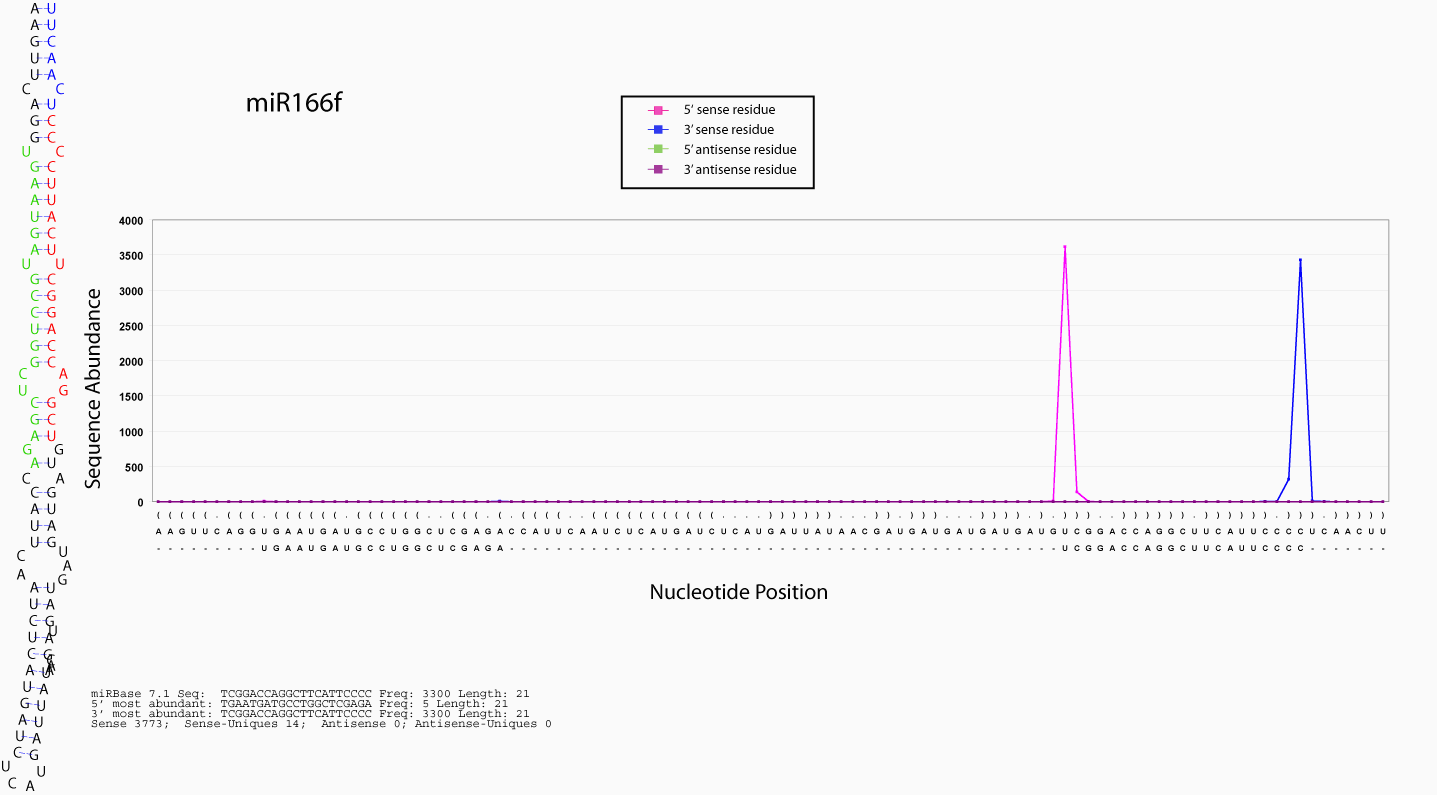 miR166f
5' sense residue
3' sense residue
5' antisense residue
3' antisense residue
Sequence Abundance
4000
3500
3000
2500
2000
1500
1000
500
0
A A G U U C A G G U G A A U G A U G C C U G G C U C G A G A C C A U U C A A U C U C A U G A U C U C A U G A U U A U A A C G A U G A U G A U G A U G A U G U C G G A C C A G G C U U C A U U C C C C U C A A C U U
- - - - - - - - - U G A A U G A U G C C U G G C U C G A G A - - - - - - - - - - - - - - - - - - - - - - - - - - - - - - - - - - - - - - - - - - - - - - - U C G G A C C A G G C U U C A U U C C C C - - - - - - -
Nucleotide Position
miRBase 7.1 Seq: TCGGACCAGGCTTCATTCCCC Freq: 3300 Length: 21
5' most abundant: TGAATGATGCCTGGCTCGAGA Freq: 5 Length: 21
3' most abundant: TCGGACCAGGCTTCATTCCCC Freq: 3300 Length: 21
Sense 3773; Sense-Uniques 14; Antisense 0; Antisense-Uniques 0